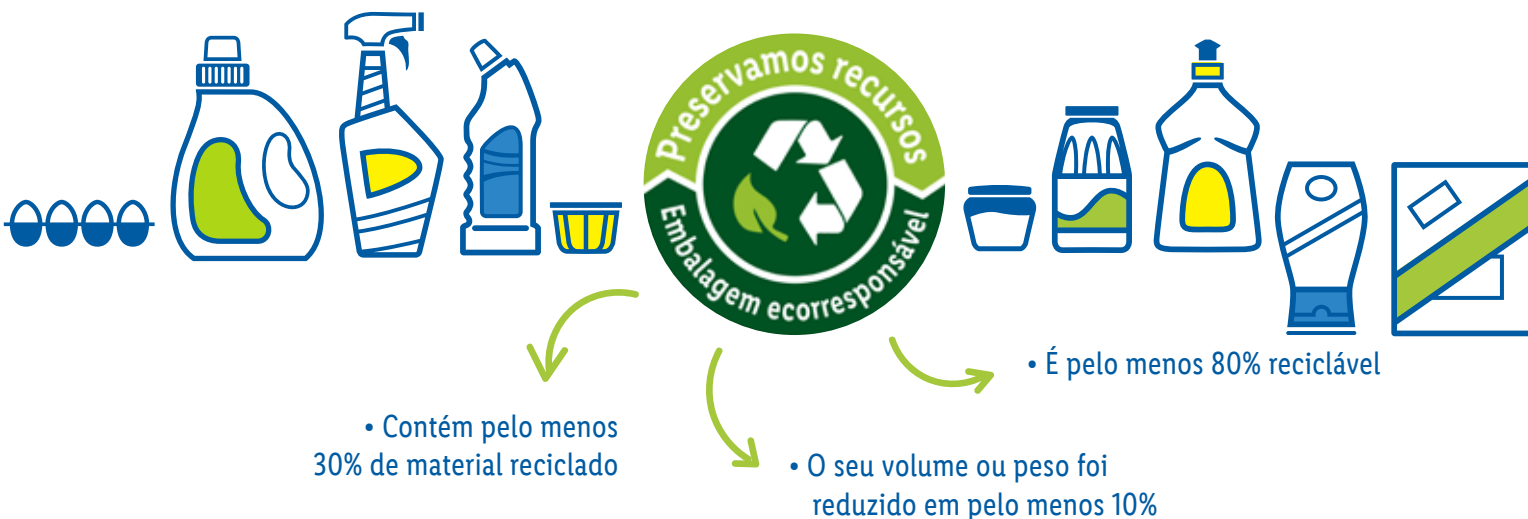 Preservamos recursos
Embalagem ecorresponsável
• É pelo menos 80% reciclável
• Contém pelo menos
30% de material reciclado
• O seu volume ou peso foi
reduzido em pelo menos 10%